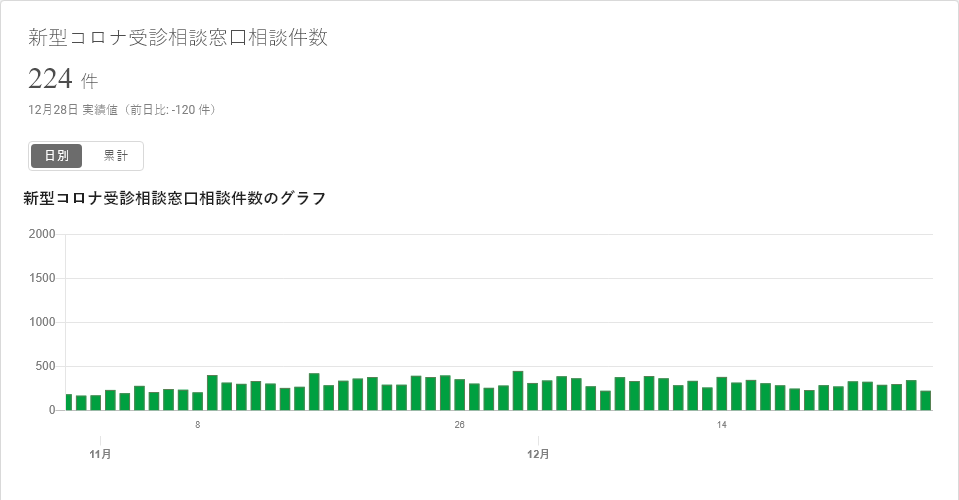 新型コロナ受診相談窓口相談件数
224 件
12月28日 実績値（前日比: -120 件）
日別 累計
新型コロナ受診相談窓口相談件数のグラフ
2000
1500
1000
500
0
8 26 14
11月 12月